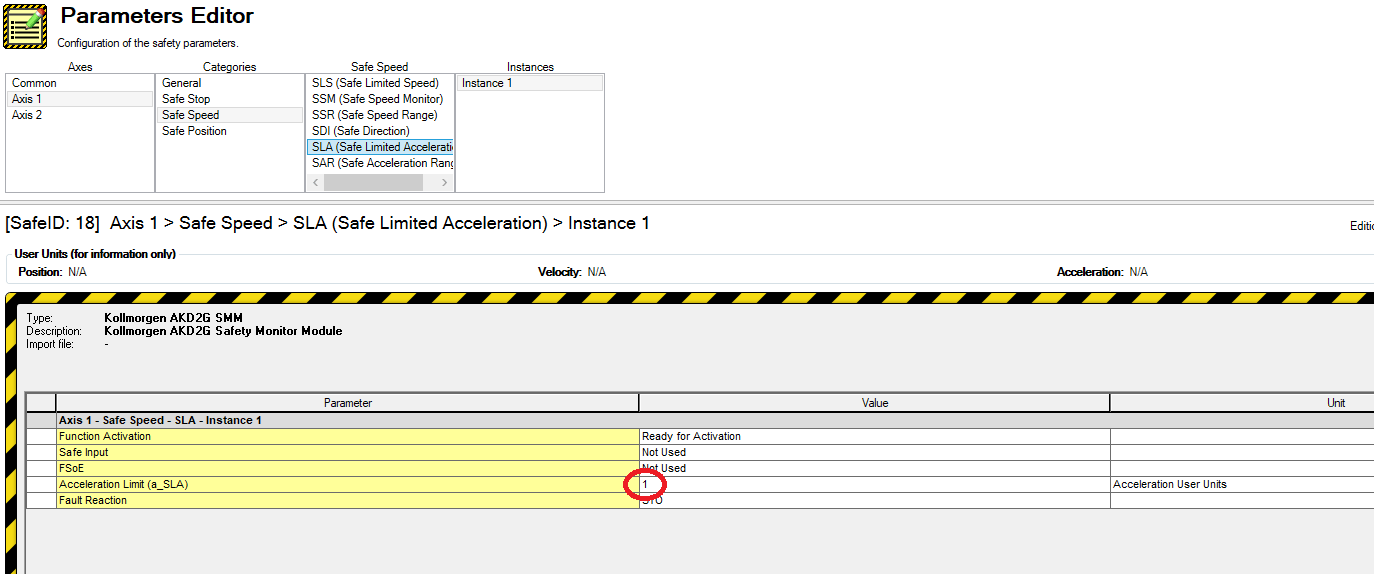 Parameters Editor
Configuration of the safety parameters.
Axes Categories Safe Speed Instances
Common General SLS (Safe Limited Speed) Instance 1
Axis 1 Safe Stop SSM (Safe Speed Monitor)
Axis 2 Safe Speed SSR (Safe Speed Range)
Safe Position SDI (Safe Direction)
SLA (Safe Limited Accelerati
SAR (Safe Acceleration Rang
[SafeID: 18] Axis 1 > Safe Speed > SLA (Safe Limited Acceleration) > Instance 1 Editio
User Units (for information only)
Position: N/A Velocity: N/A Acceleration: N/A
Type: Kollmorgen AKD2G SMM
Description: Kollmorgen AKD2G Safety Monitor Module
Import file: -
Parameter Value Unit
Axis 1 - Safe Speed - SLA - Instance 1
Function Activation Ready for Activation
Safe Input Not Used
FSoE Not Used
Acceleration Limit (a_SLA) 1 Acceleration User Units
Fault Reaction STO